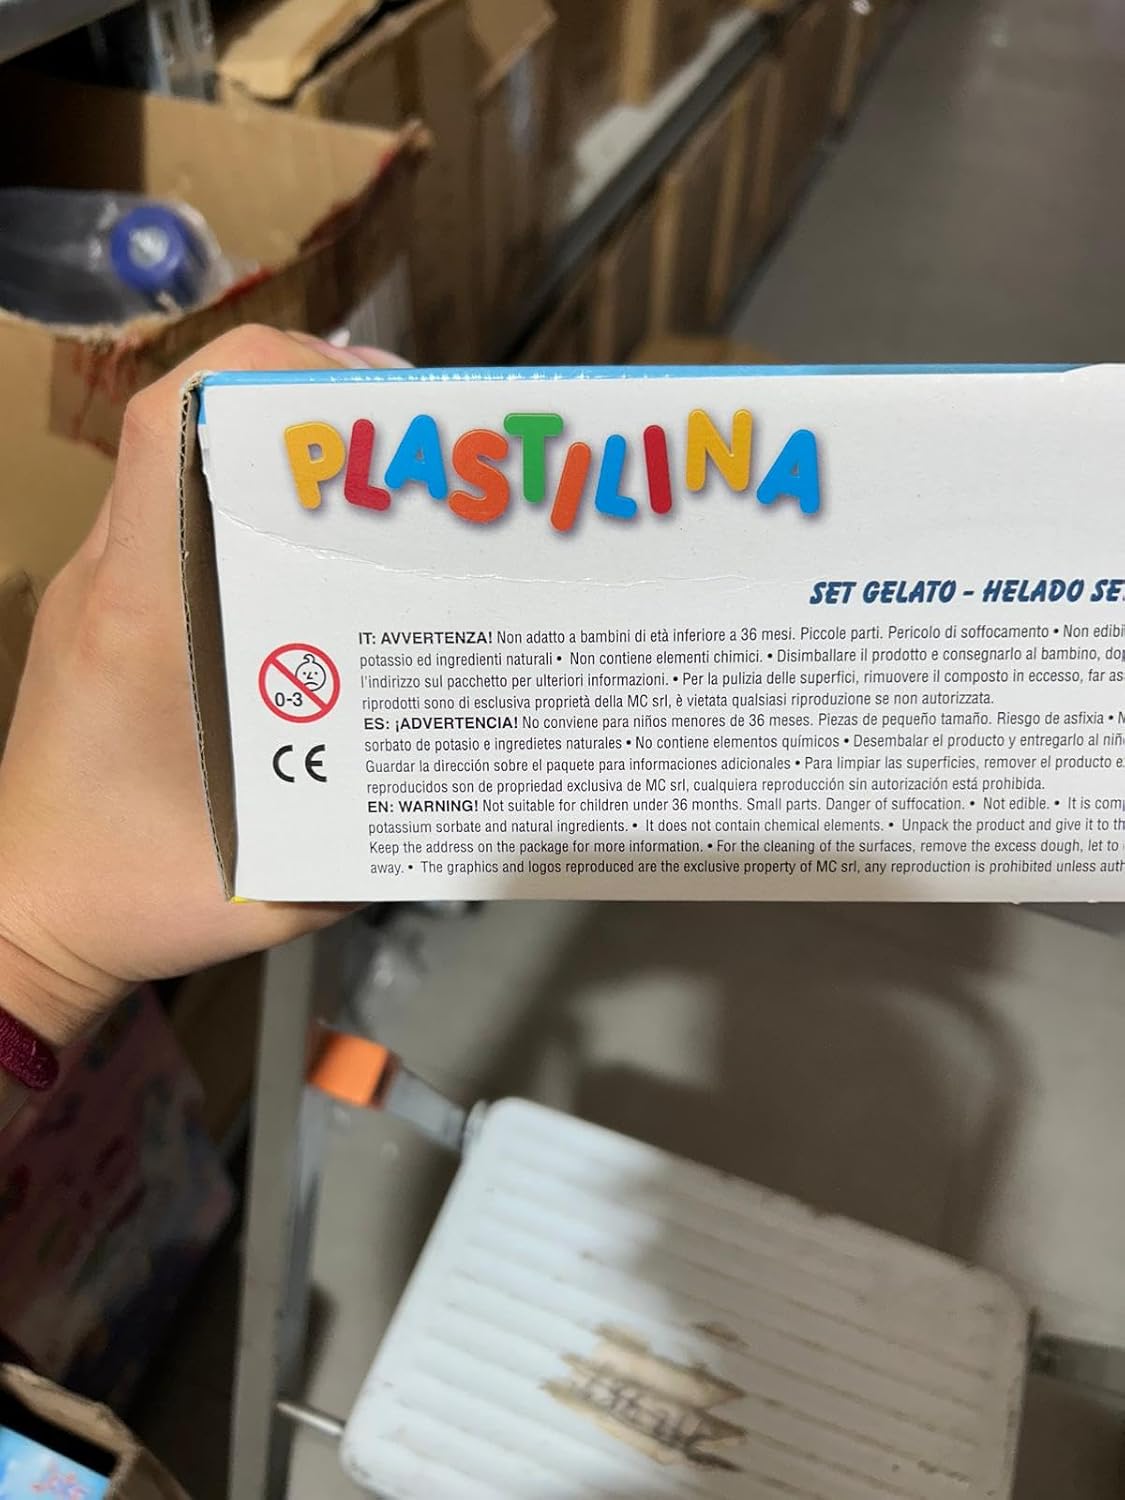 PLASTILINA
SET GELATO - HELADO SE
IT: AVVERTENZA! Non adatto a bambini di età inferiore a 36 mesi. Piccole parti. Pericolo di soffocamento • Non edibi
potassio ed ingredienti naturali • Non contiene elementi chimici. • Disimballare il prodotto e consegnarlo al bambino, do
l'indirizzo sul pacchetto per ulteriori informazioni. • Per la pulizia delle superfici, rimuovere il composto in eccesso, far as
riprodotti sono di esclusiva proprietà della MC srl, è vietata qualsiasi riproduzione se non autorizzata.
0-3
ES: ¡ADVERTENCIA! No conviene para niños menores de 36 meses. Piezas de pequeño tamaño. Riesgo de asfixia •
sorbato de potasio e ingredietes naturales • No contiene elementos químicos • Desembalar el producto y entregarlo al niñ
CE
Guardar la dirección sobre el paquete para informaciones adicionales • Para limpiar las superficies, remover el producto e
reproducidos son de propriedad exclusiva de MC srl, cualquiera reproducción sin autorización está prohibida.
EN: WARNING! Not suitable for children under 36 months. Small parts. Danger of suffocation. • Not edible. • It is com
potassium sorbate and natural ingredients. • It does not contain chemical elements. • Unpack the product and give it to th
Keep the address on the package for more information. • For the cleaning of the surfaces, remove the excess dough, let to
away. • The graphics and logos reproduced are the exclusive property of MC srl, any reproduction is prohibited unless auth